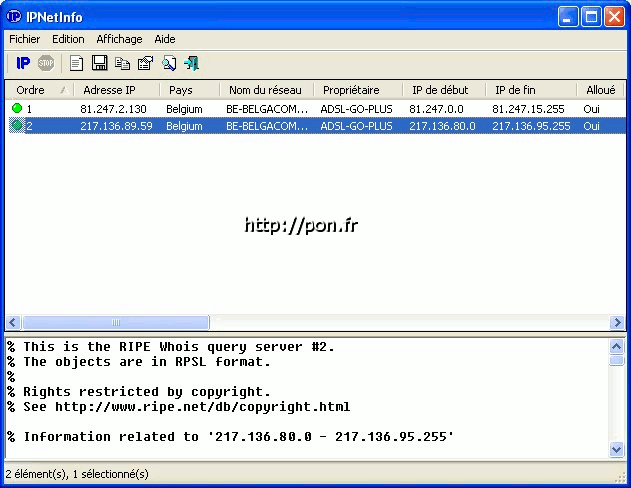 IPNetInfo
Fichier Edition Affichage Aide
IP STOP
Ordre Adresse IP Pays Nom du réseau Propriétaire IP de début IP de fin Alloué
1 81.247.2.130 Belgium BE-BELGACOM... ADSL-GO-PLUS 81.247.0.0 81.247.15.255 Oui
2 217.136.89.59 Belgium BE-BELGACOM... ADSL-GO-PLUS 217.136.80.0 217.136.95.255 Oui
http://pon.fr
% This is the RIPE Whois query server #2.
% The objects are in RPSL format.
%
% Rights restricted by copyright.
% See http://www.ripe.net/db/copyright.html
% Information related to '217.136.80.0 - 217.136.95.255'
2 élément(s), 1 sélectionné(s)